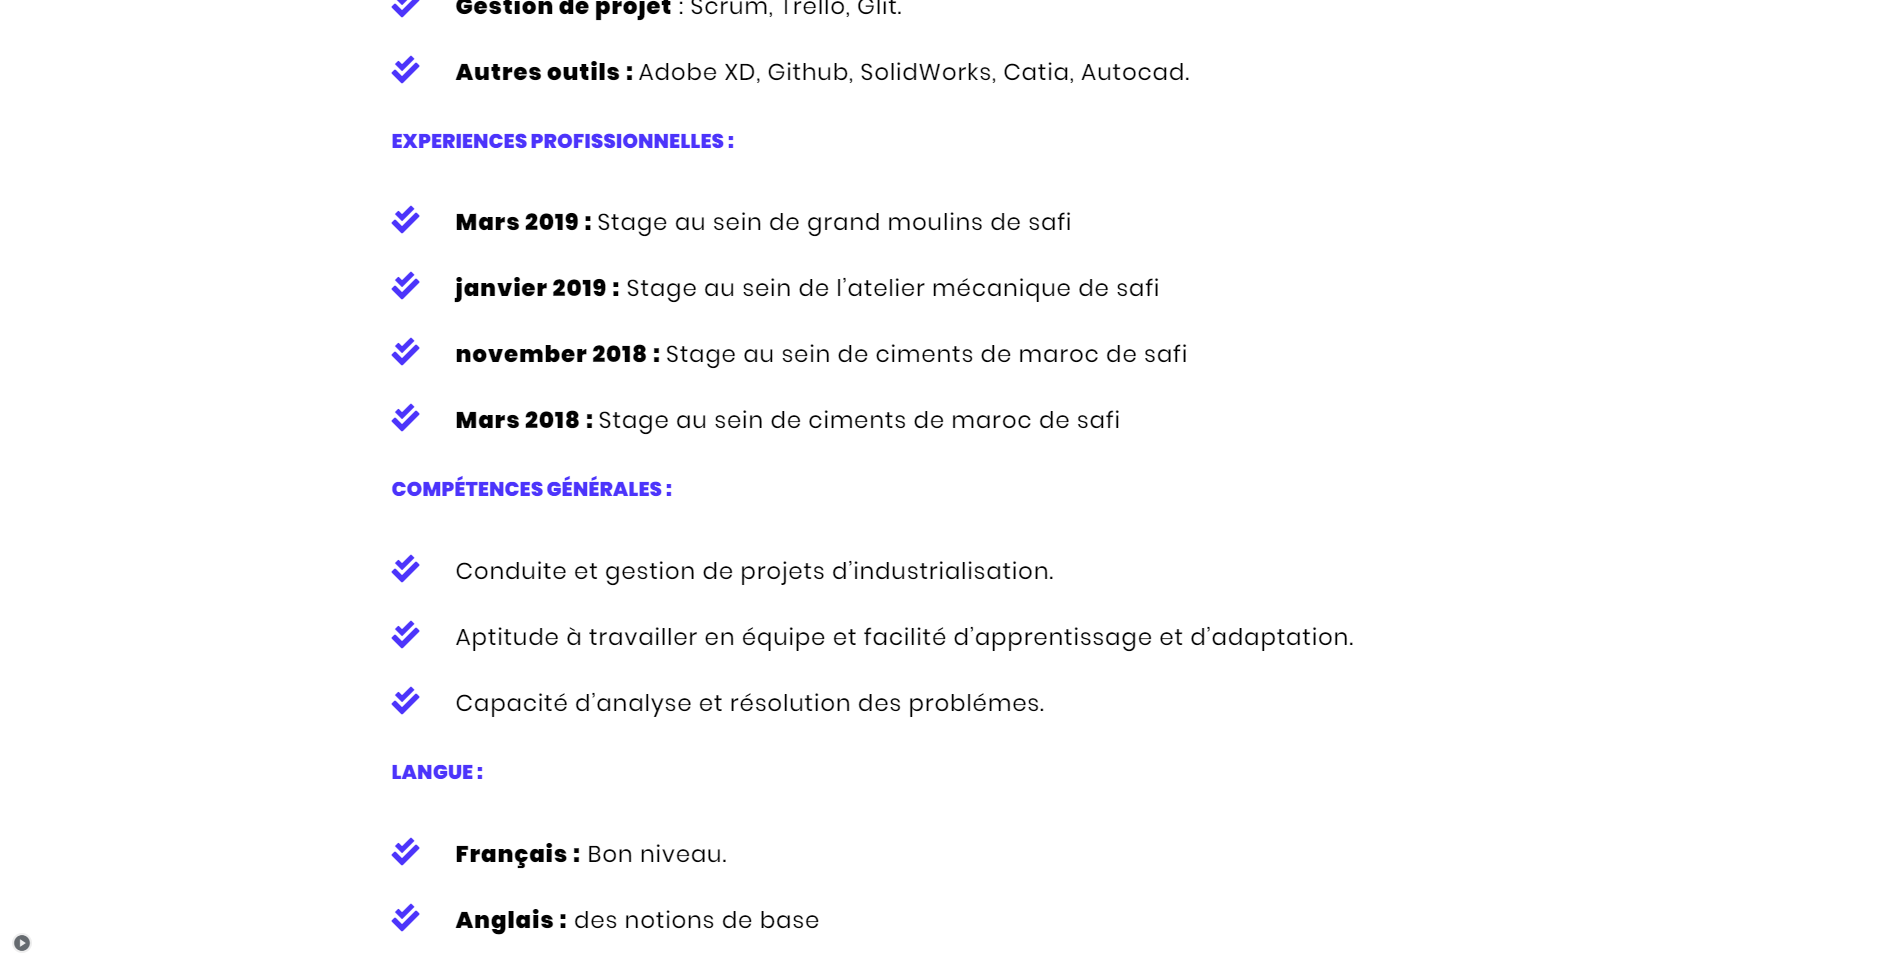 Gestion de projet : Scrum, Trello, Glit.
Autres outils : Adobe XD, Github, SolidWorks, Catia, Autocad.
EXPERIENCES PROFISSIONNELLES :
Mars 2019 : Stage au sein de grand moulins de safi
janvier 2019 : Stage au sein de l’atelier mécanique de safi
november 2018 : Stage au sein de ciments de maroc de safi
Mars 2018 : Stage au sein de ciments de maroc de safi
COMPÉTENCES GÉNÉRALES :
Conduite et gestion de projets d’industrialisation.
Aptitude à travailler en équipe et facilité d’apprentissage et d’adaptation.
Capacité d’analyse et résolution des problémes.
LANGUE :
Français : Bon niveau.
Anglais : des notions de base